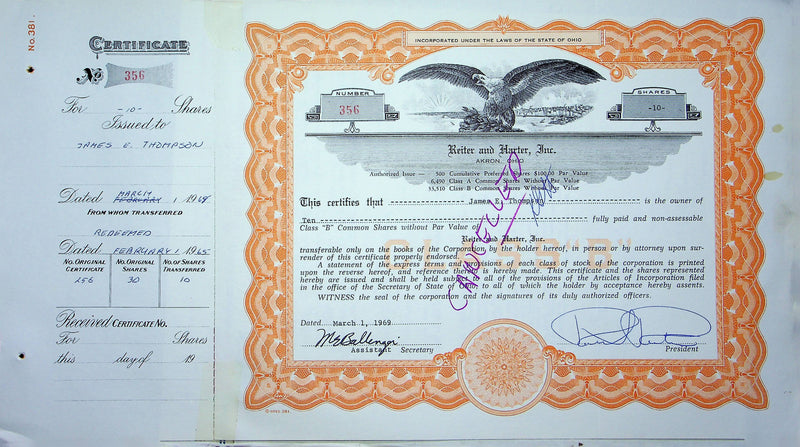 No. 381.
CERTIFICATE
No 356
For -10- Shares
Issued to
JAMES E. THOMPSON
MARCH
Dated FEBRUARY 1, 1969
FROM WHOM TRANSFERRED
REDEEMED
Dated FEBRUARY 1 1965
NO. ORIGINAL CERTIFICATE NO. ORIGINAL SHARES NO. OF SHARES TRANSFERRED
256 30 10
Received CERTIFICATE NO.
For Shares
this day of 19
INCORPORATED UNDER THE LAWS OF THE STATE OF OHIO
NUMBER
356
SHARES
-10-
Reiter and Harter, Inc.
AKRON, OHIO
Authorized Issue — 500 Cumulative Preferred Shares $100.00 Par Value
6,490 Class A Common Shares Without Par Value
33,510 Class B Common Shares Without Par Value
This certifies that James E. Thompson is the owner of
Ten fully paid and non-assessable
Class "B" Common Shares without Par Value of
Reiter and Harter, Inc.
transferable only on the books of the Corporation by the holder hereof, in person or by attorney upon sur-
render of this certificate properly endorsed.
A statement of the express terms and provisions of each class of stock of the corporation is printed
upon the reverse hereof, and reference thereto is hereby made. This certificate and the shares represented
hereby are issued and shall be held subject to all of the provisions of the Articles of Incorporation filed
in the office of the Secretary of State of Ohio, to all of which the holder by acceptance hereby assents.
WITNESS the seal of the corporation and the signatures of its duly authorized officers.
CANCELLED
Dated March 1, 1969
Assistant Secretary
President